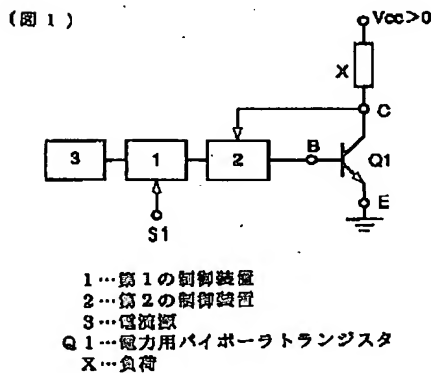 (図1)
Vcc>0
X
C
3
1
2
B
Q1
E
S1
1…第1の制御装置
2…第2の制御装置
3…電流源
Q1…電力用バイポーラトランジスタ
X…負荷